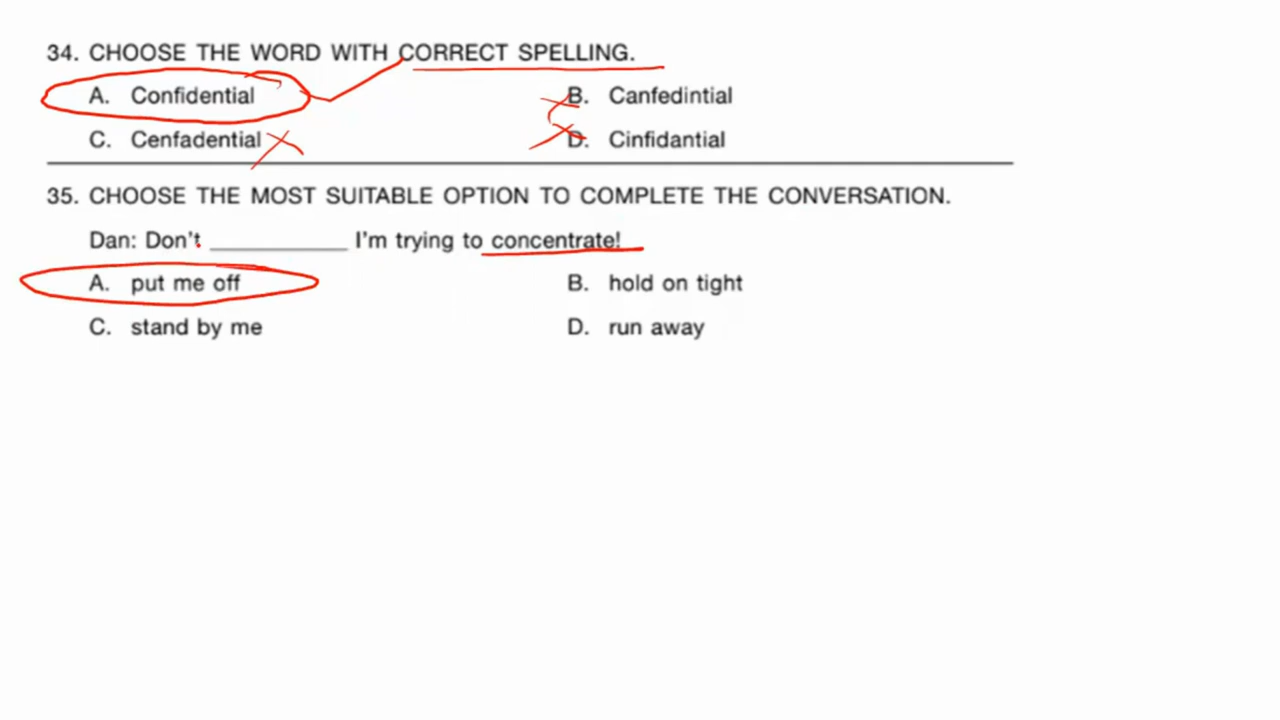 34. CHOOSE THE WORD WITH CORRECT SPELLING.
A. Confidential B. Canfedintial
C. Cenfadential D. Cinfidantial
35. CHOOSE THE MOST SUITABLE OPTION TO COMPLETE THE CONVERSATION.
Dan: Don't ___________ I'm trying to concentrate!
A. put me off B. hold on tight
C. stand by me D. run away